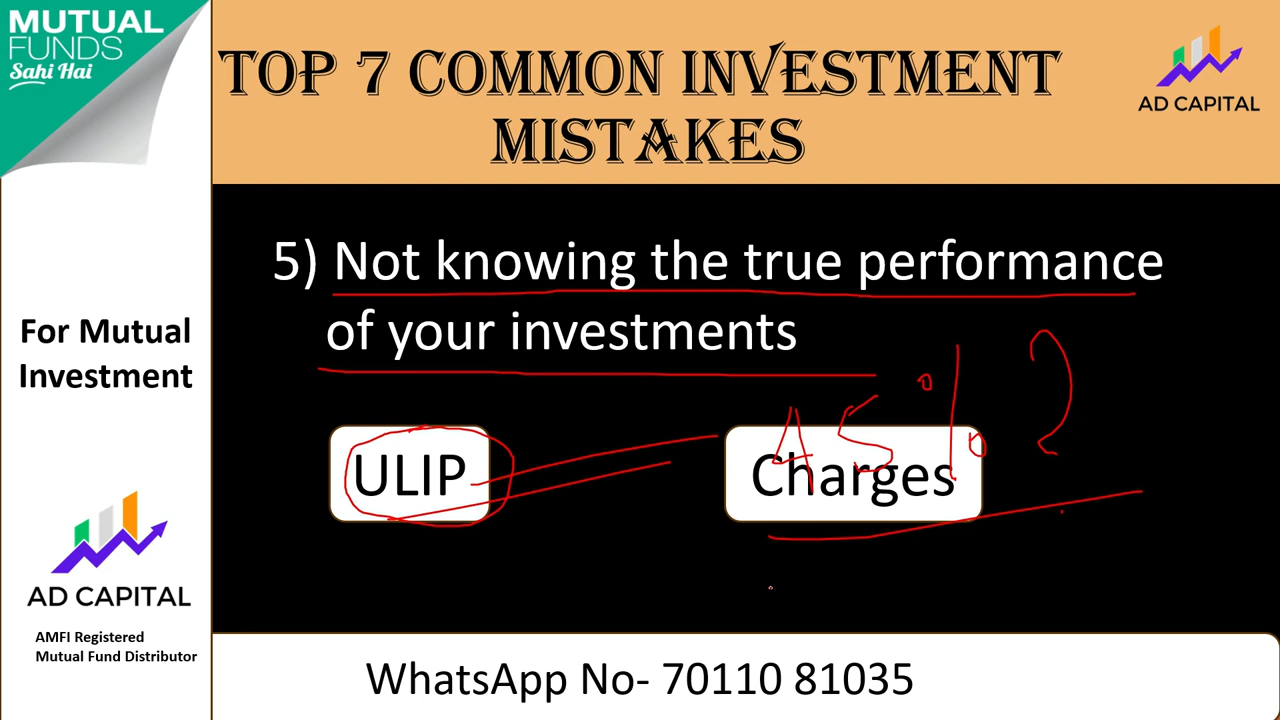 MUTUAL
FUNDS
Sahi Hai
TOP 7 COMMON INVESTMENT
MISTAKES
AD CAPITAL
5) Not knowing the true performance
of your investments
45% ?
ULIP
Charges
For Mutual
Investment
AD CAPITAL
AMFI Registered
Mutual Fund Distributor
WhatsApp No- 70110 81035